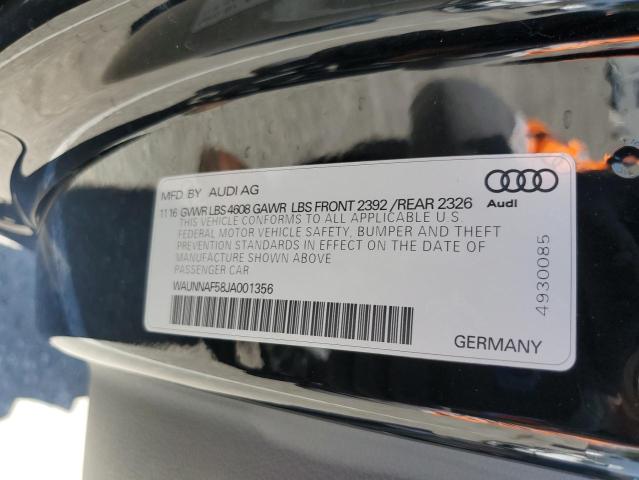 MFD. BY AUDI AG
11 16 GVWR LBS 4608 GAWR LBS FRONT 2392 / REAR 2326
Audi
THIS VEHICLE CONFORMS TO ALL APPLICABLE U.S.
FEDERAL MOTOR VEHICLE SAFETY, BUMPER AND THEFT
PREVENTION STANDARDS IN EFFECT ON THE DATE OF
MANUFACTURE SHOWN ABOVE
PASSENGER CAR
WAUNNAF58JA001356
4930085
GERMANY